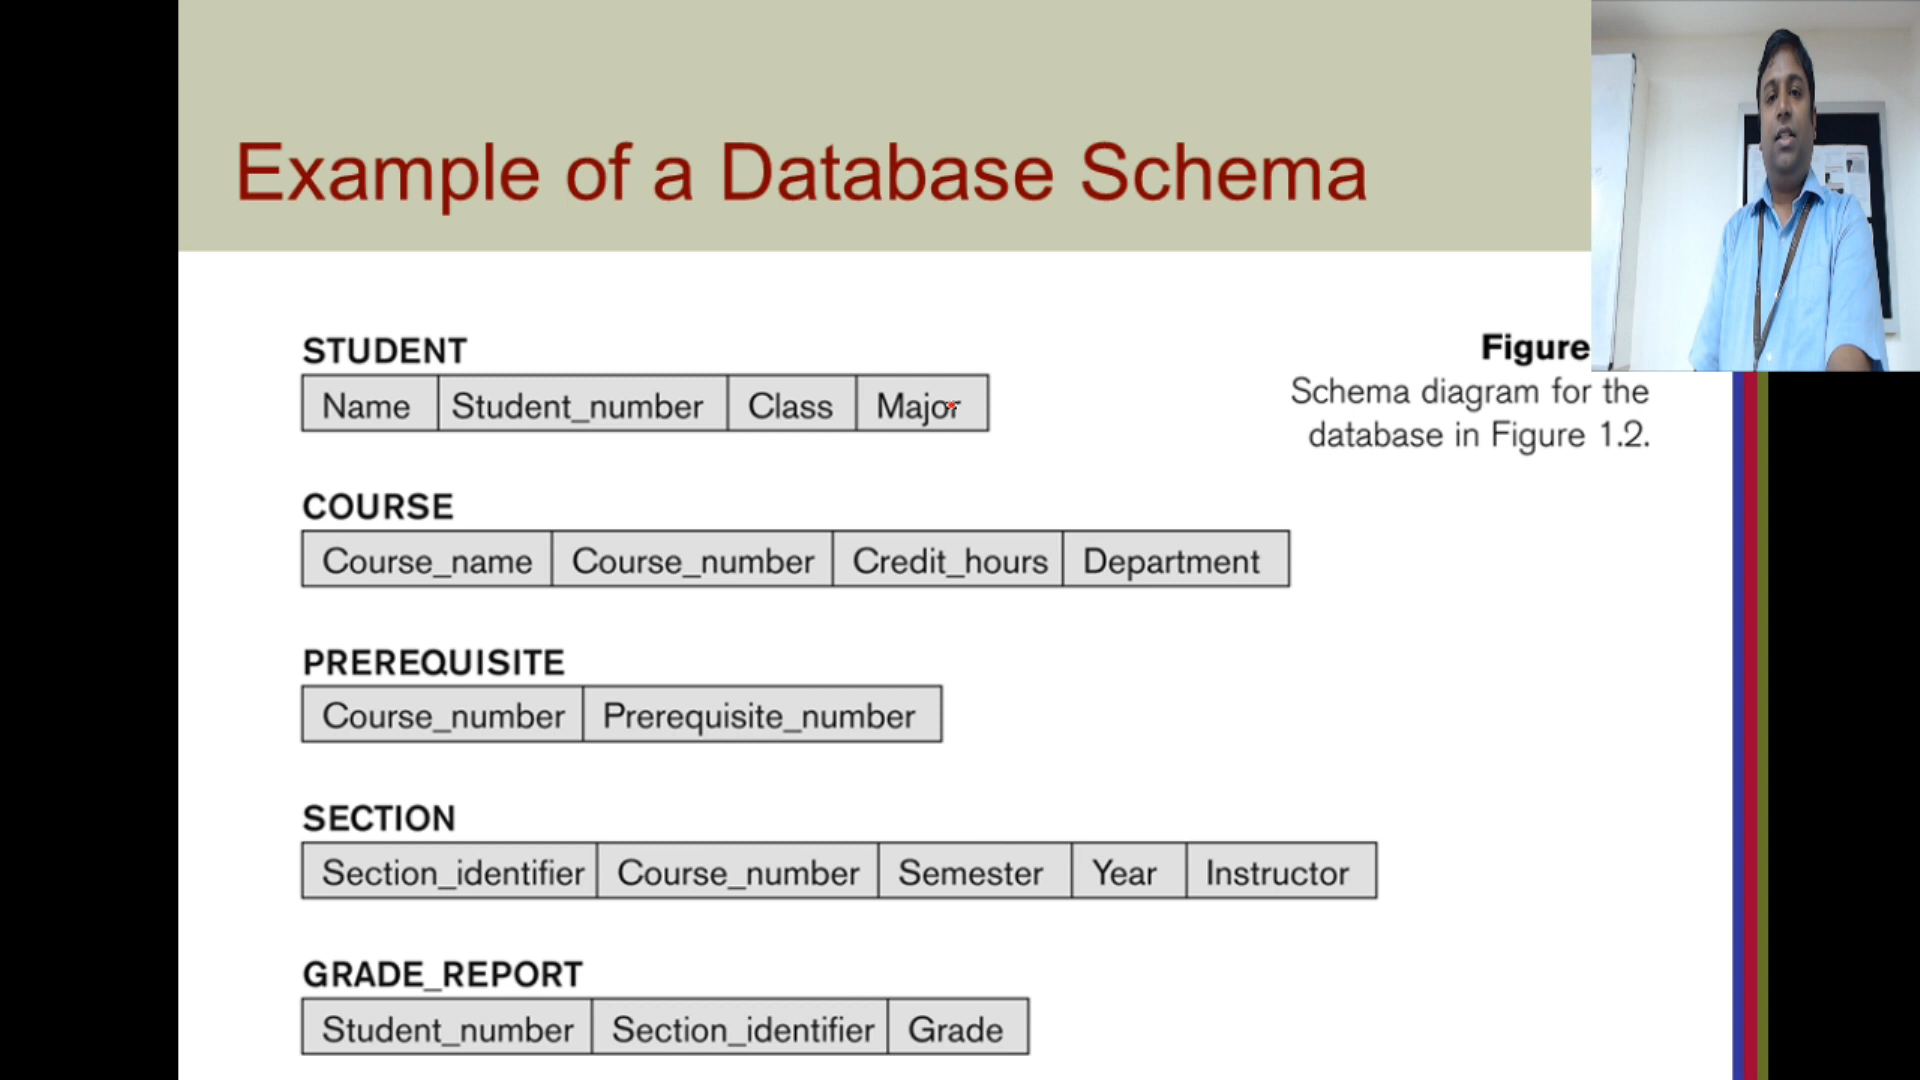 Example of a Database Schema
STUDENT
Name Student_number Class Major
Figure
Schema diagram for the
database in Figure 1.2.
COURSE
Course_name Course_number Credit_hours Department
PREREQUISITE
Course_number Prerequisite_number
SECTION
Section_identifier Course_number Semester Year Instructor
GRADE_REPORT
Student_number Section_identifier Grade